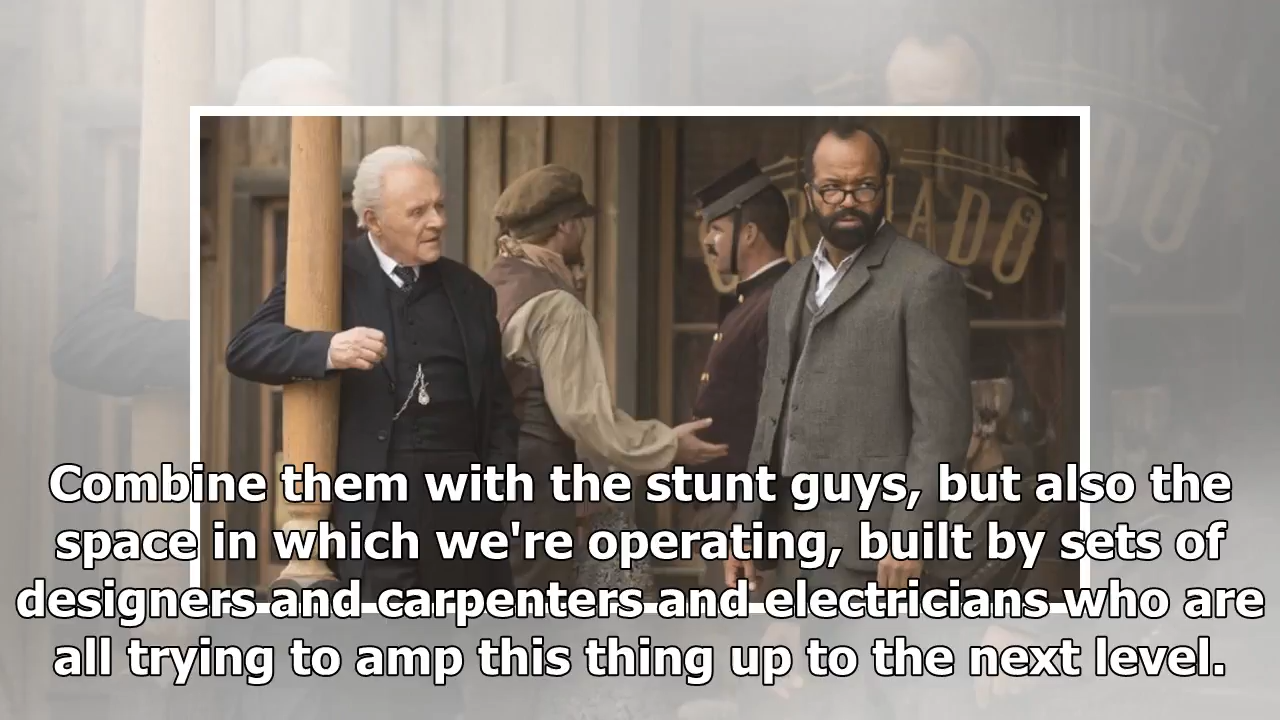 ADO
Combine them with the stunt guys, but also the
space in which we're operating, built by sets of
designers and carpenters and electricians who are
all trying to amp this thing up to the next level.